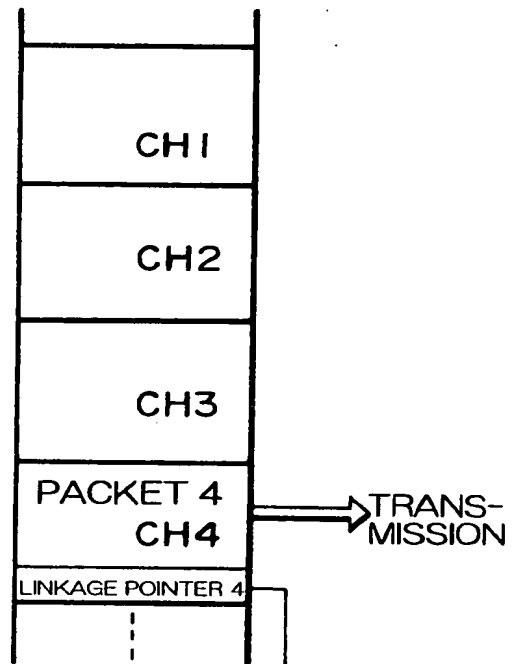 CH1
CH2
CH3
PACKET 4
CH4
TRANS-
MISSION
LINKAGE POINTER 4